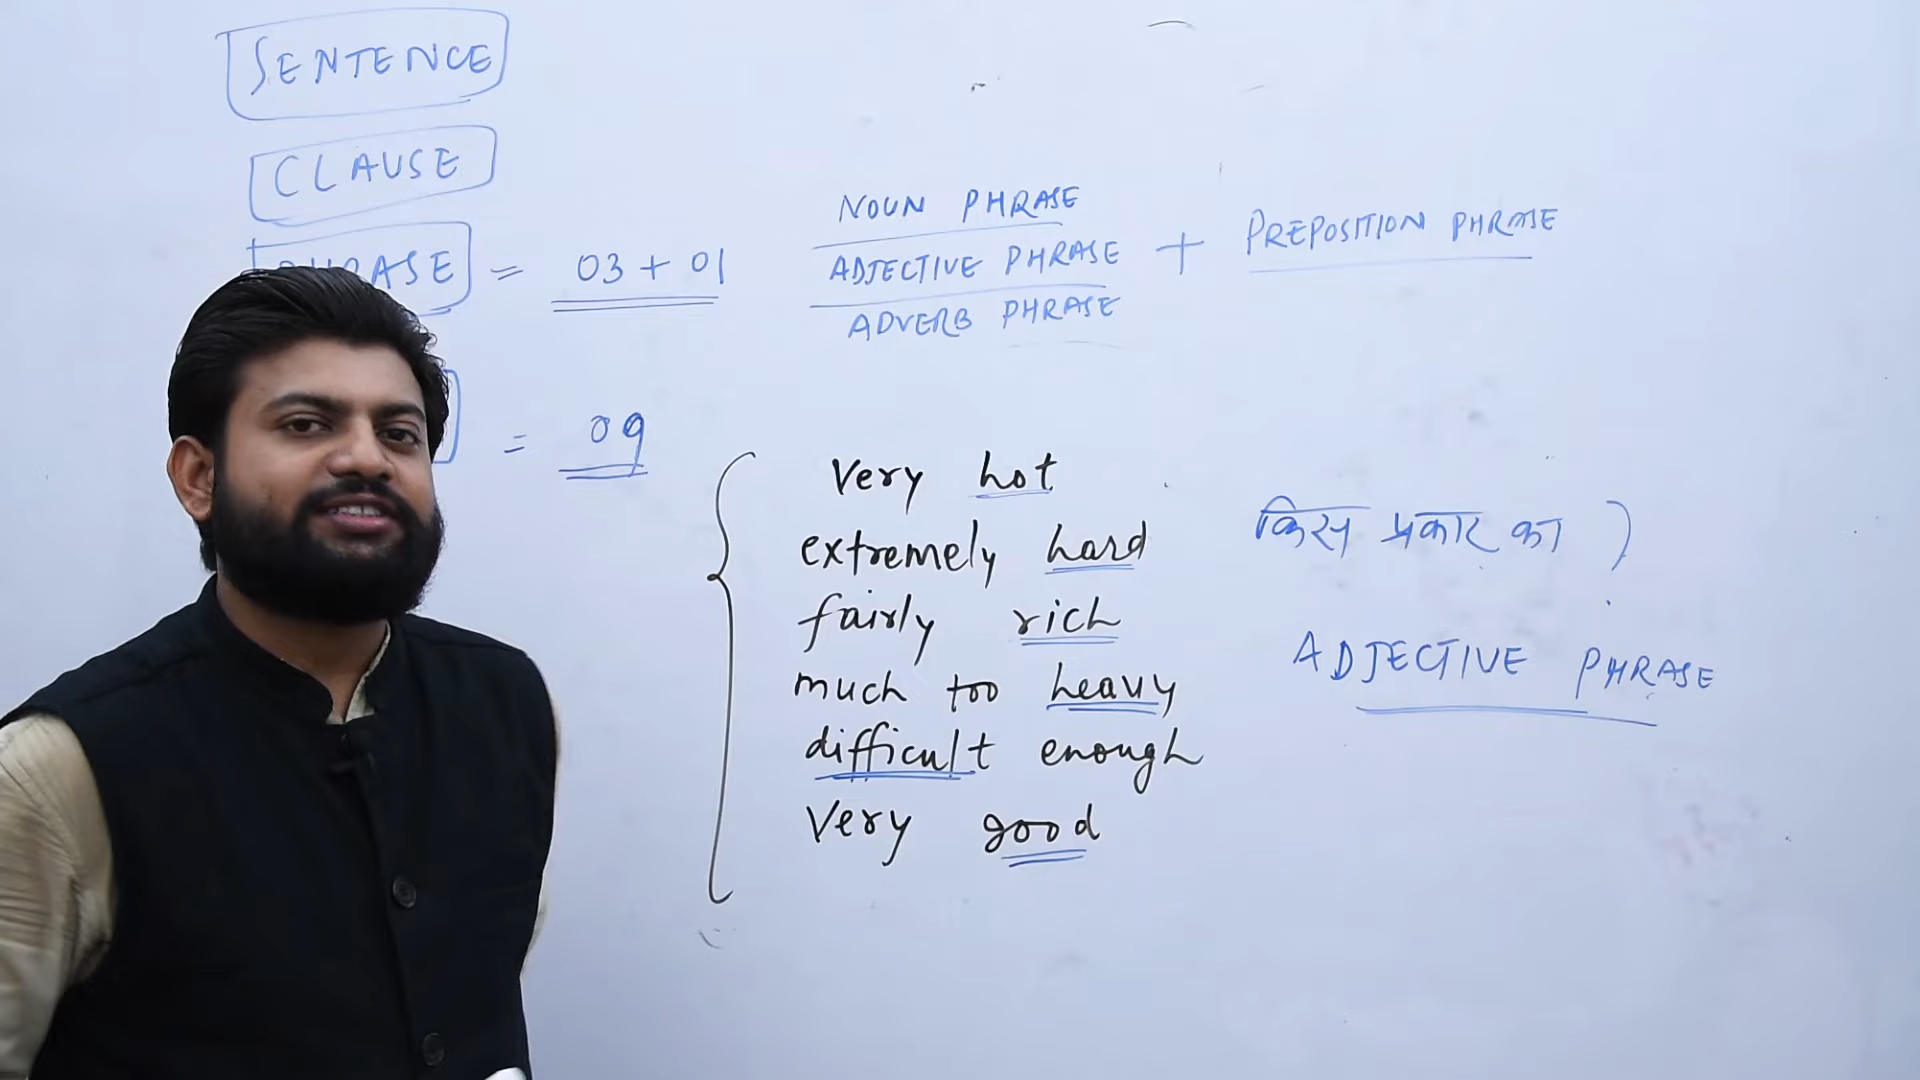 SENTENCE
CLAUSE
PHRASE = 03 + 01
NOUN PHRASE
ADJECTIVE PHRASE + PREPOSITION PHRASE
ADVERB PHRASE
= 09
Very hot
extremely hard
fairly rich
much too heavy
difficult enough
Very good
किस प्रकार का )
ADJECTIVE PHRASE